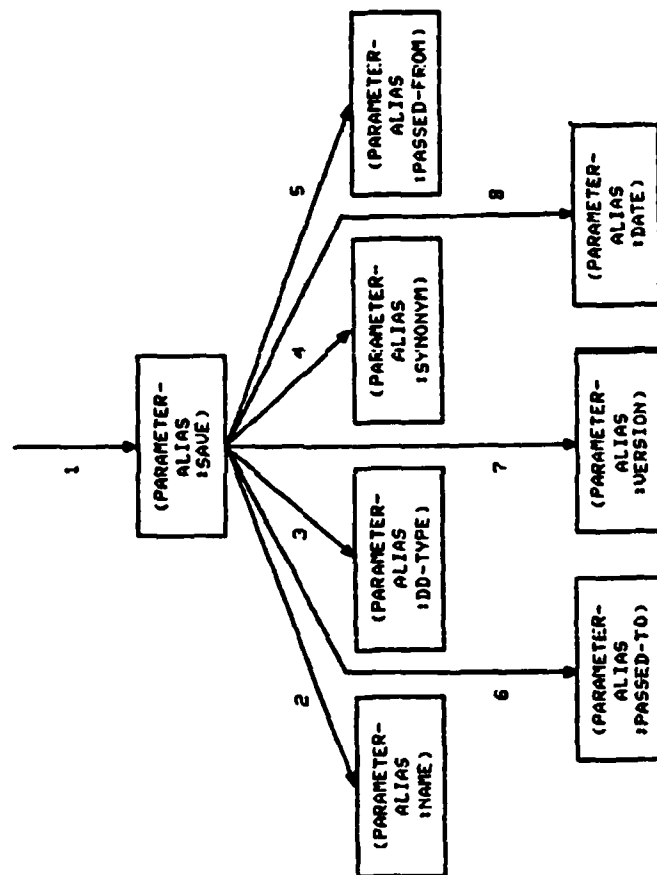 1
(PARAMETER-
ALIAS
:SAVE)
2
3
4
5
(PARAMETER-
ALIAS
:NAME)
(PARAMETER-
ALIAS
:DD-TYPE)
(PARAMETER-
ALIAS
:SYNONYM)
(PARAMETER-
ALIAS
:PASSED-FROM)
6
7
8
(PARAMETER-
ALIAS
:PASSED-TO)
(PARAMETER-
ALIAS
:VERSION)
(PARAMETER-
ALIAS
:DATE)